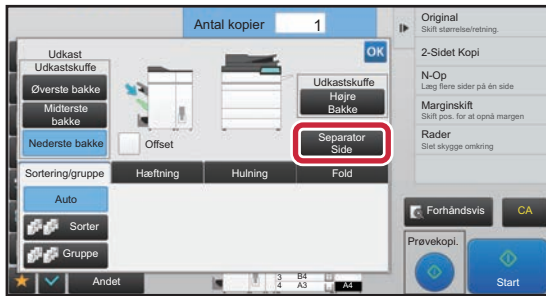 Antal kopier 1
Udkast
Udkastskuffe
Øverste bakke
Midterste
bakke
Nederste bakke
Offset
OK
Udkastskuffe
Højre
Bakke
Separator
Side
Sortering/gruppe
Hæftning
Hulning
Fold
Auto
Sorter
Gruppe
Andet
3 B4
4 A3
A4
Original
Skift størrelse/retning.
2-Sidet Kopi
N-Op
Læg flere sider på én side
Marginskift
Skift pos. for at opnå margen
Rader
Slet skygge omkring
Forhåndsvis
CA
Prøvekopi.
Start